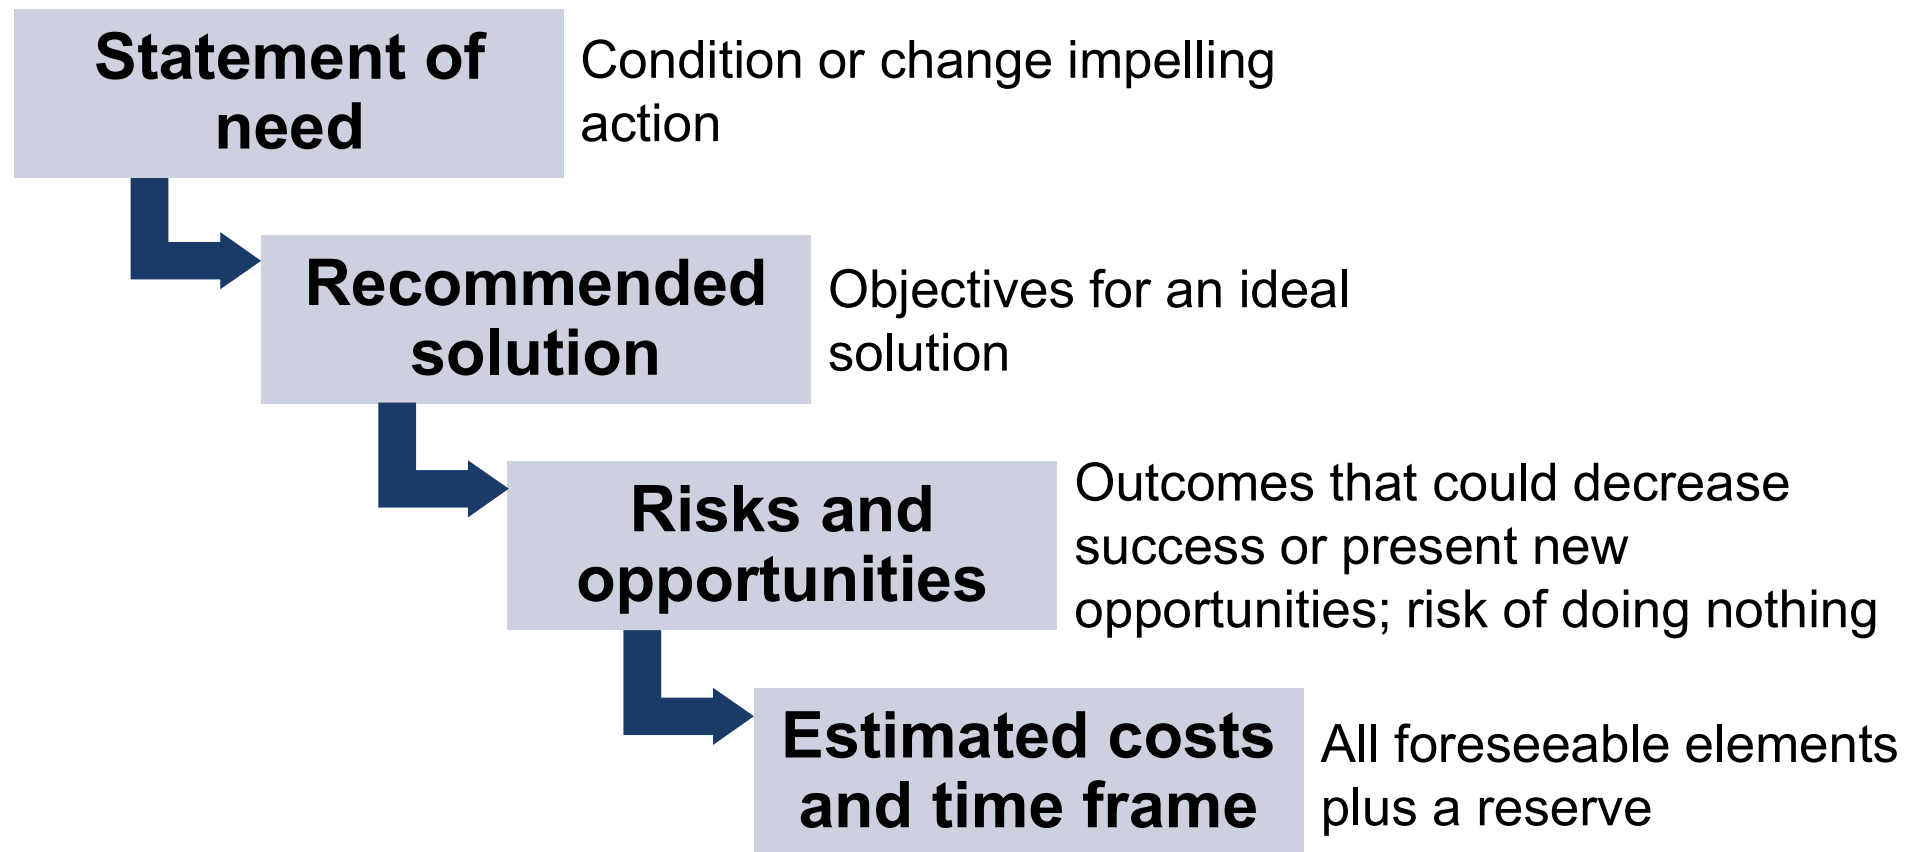 Statement of
need
Condition or change impelling
action
Recommended
solution
Objectives for an ideal
solution
Risks and
opportunities
Outcomes that could decrease
success or present new
opportunities; risk of doing nothing
Estimated costs
and time frame
All foreseeable elements
plus a reserve